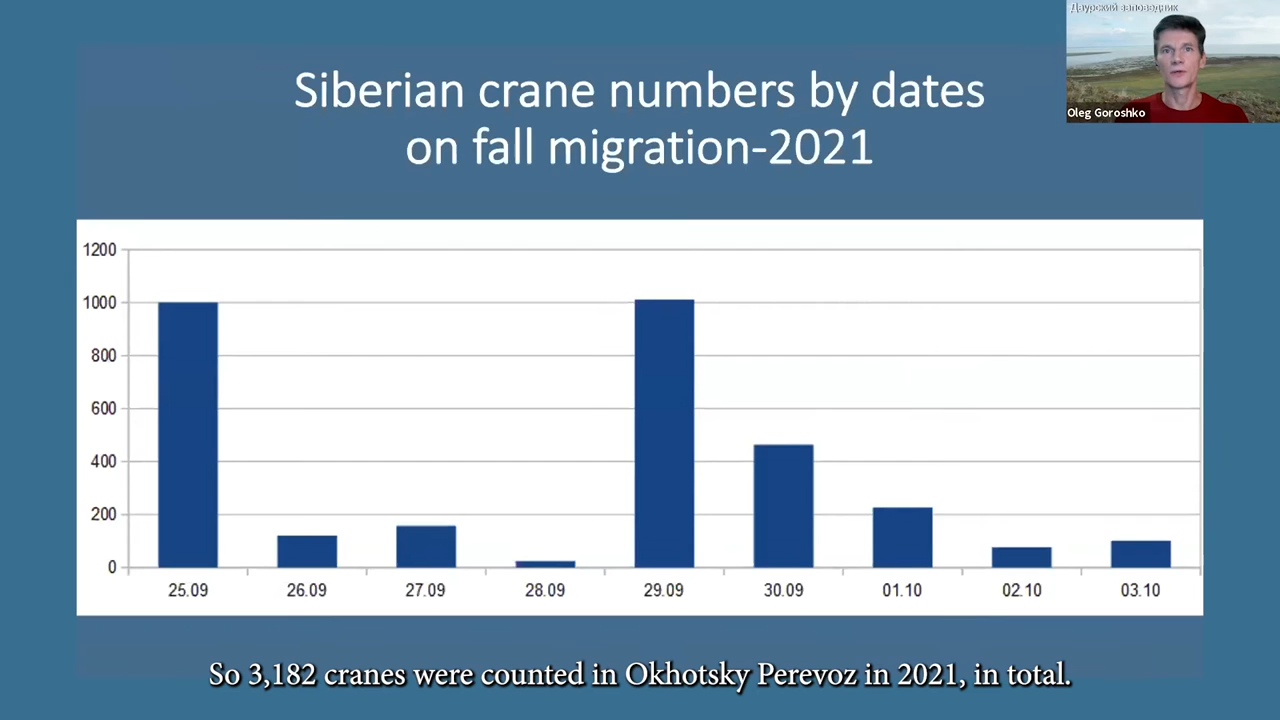 Даурский заповедник
Oleg Goroshko
Siberian crane numbers by dates
on fall migration-2021
1200
1000
800
600
400
200
0
25.09 26.09 27.09 28.09 29.09 30.09 01.10 02.10 03.10
So 3,182 cranes were counted in Okhotsky Perevoz in 2021, in total.